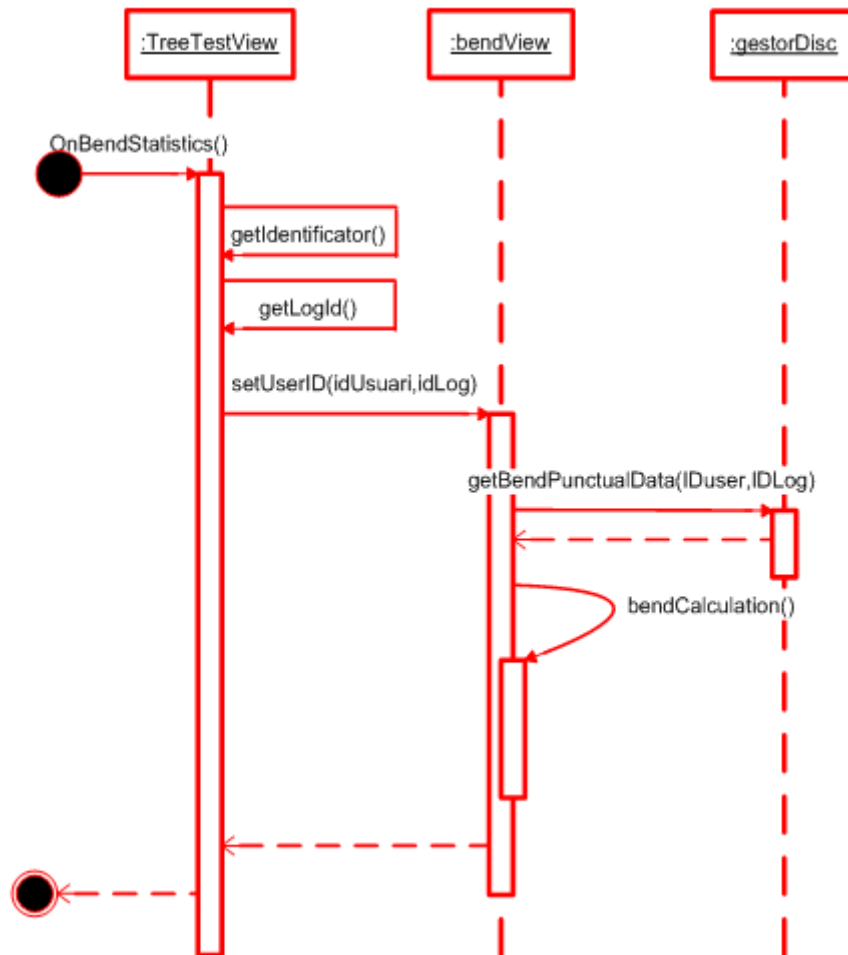 :TreeTestView
:bendView
:gestorDisc
OnBendStatistics()
getIdentificator()
getLogId()
setUserID(idUsuari,idLog)
getBendPunctualData(IDuser,IDLog)
bendCalculation()